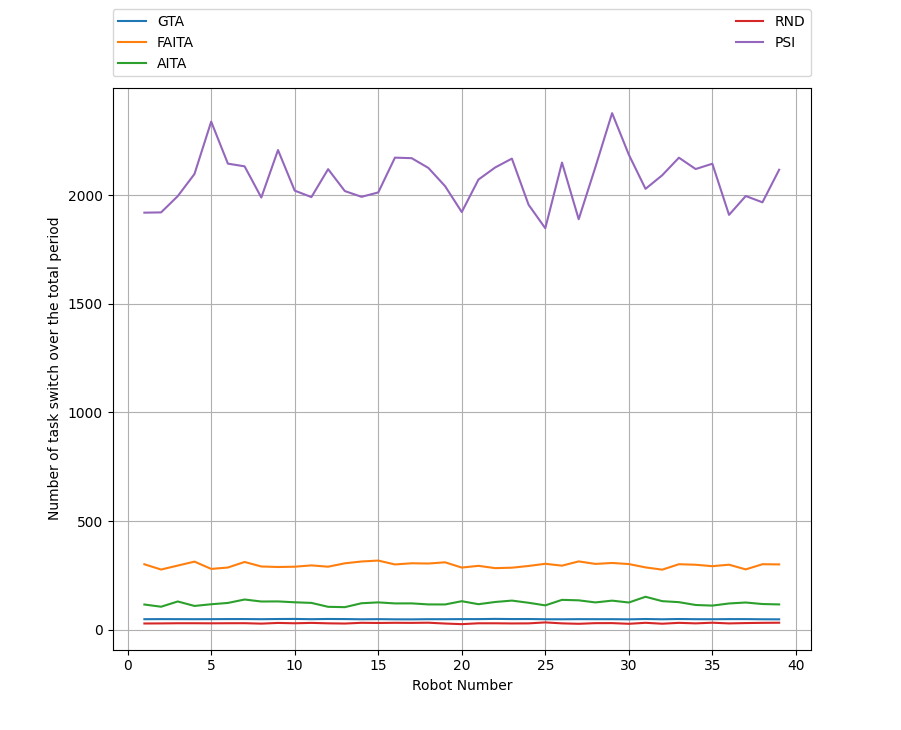 GTA
FAITA
AITA
RND
PSI
Number of task switch over the total period
2000
1500
1000
500
0
0 5 10 15 20 25 30 35 40
Robot Number